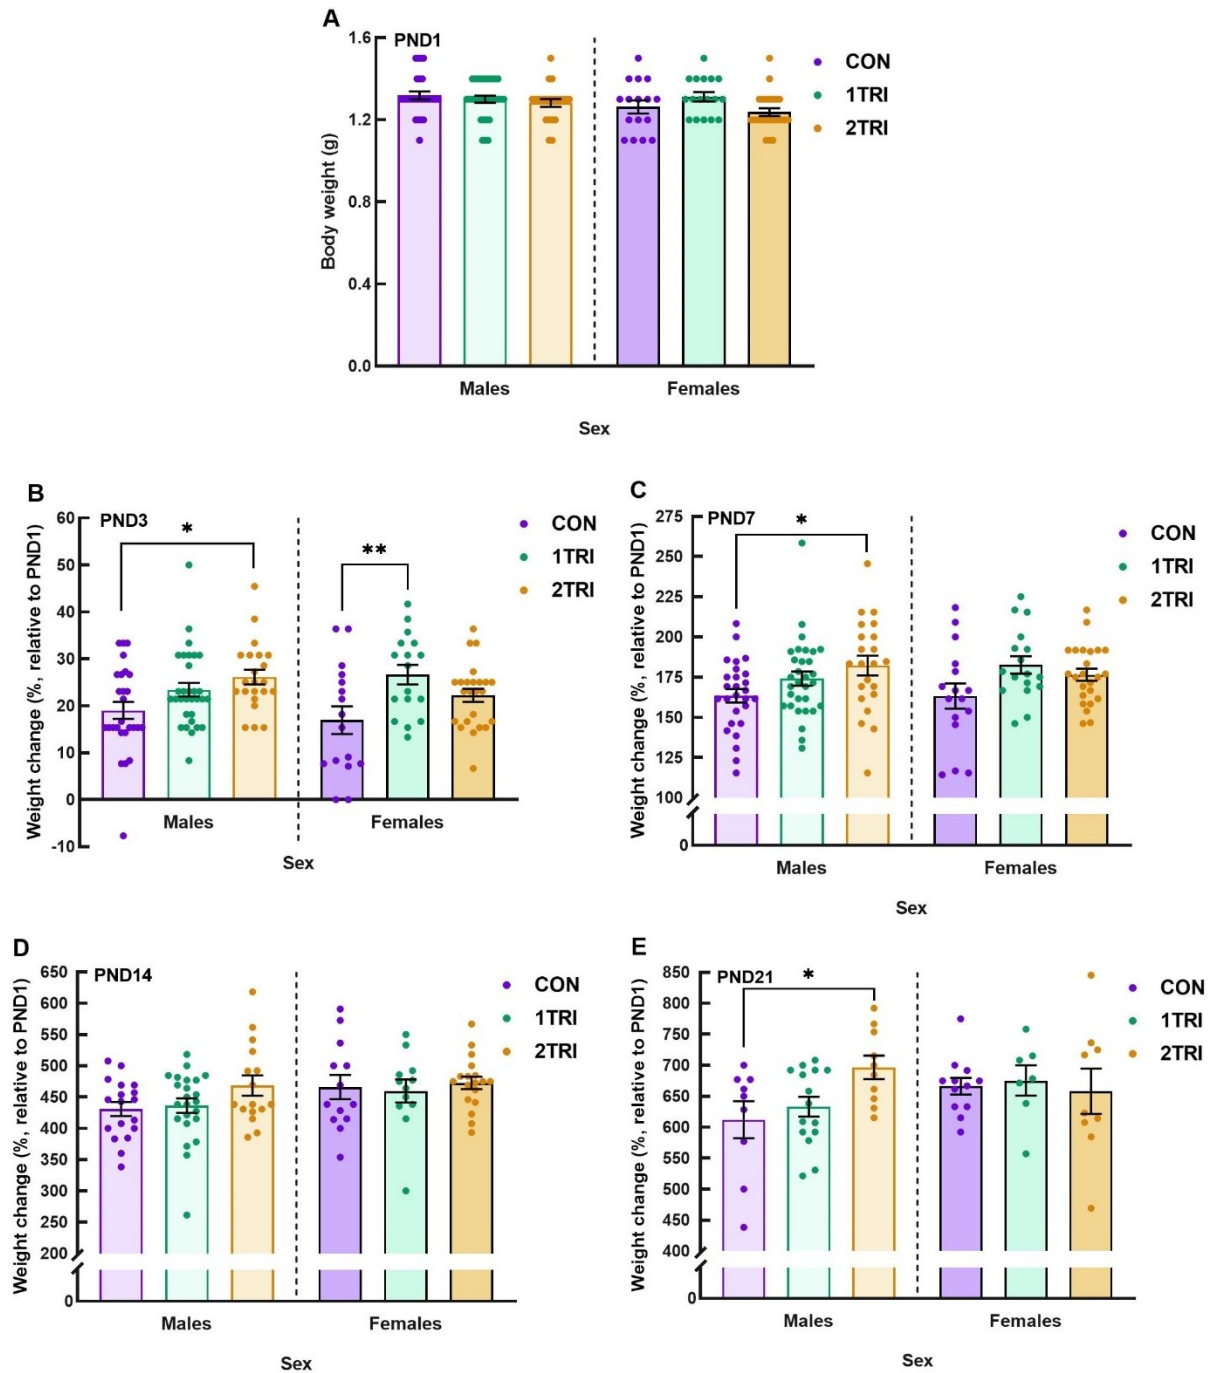 A
PND1
CON
1TRI
2TRI
Body weight (g)
1.6
1.2
0.8
0.4
0.0
Males
Females
Sex
B
PND3
CON
1TRI
2TRI
Weight change (%, relative to PND1)
60
50
40
30
20
10
0
-10
*
**
Males
Females
Sex
C
PND7
CON
1TRI
2TRI
Weight change (%, relative to PND1)
275
250
225
200
175
150
125
100
0
*
Males
Females
Sex
D
PND14
CON
1TRI
2TRI
Weight change (%, relative to PND1)
650
600
550
500
450
400
350
300
250
200
0
Males
Females
Sex
E
PND21
CON
1TRI
2TRI
Weight change (%, relative to PND1)
850
800
750
700
650
600
550
500
450
400
0
*
Males
Females
Sex